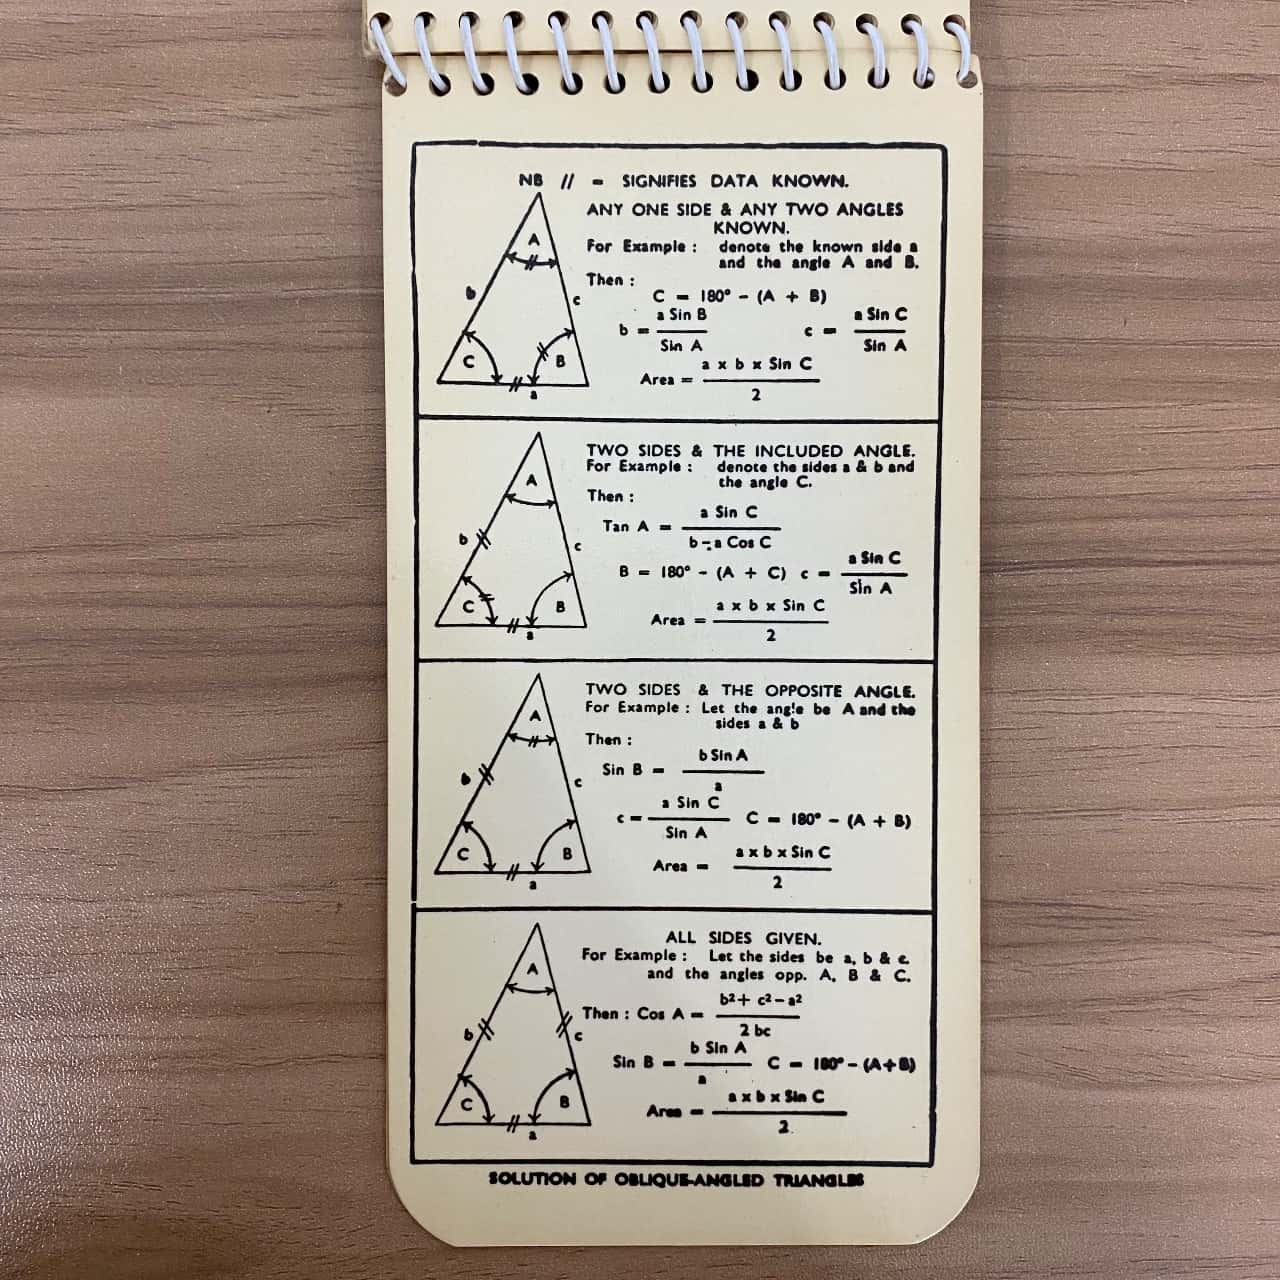 NB // = SIGNIFIES DATA KNOWN.
ANY ONE SIDE & ANY TWO ANGLES
KNOWN.
For Example : denote the known side a
and the angle A and B.
Then :
C = 180° - (A + B)
b = a Sin B / Sin A c = a Sin C / Sin A
Area = a x b x Sin C / 2
A
b
c
C
B
a
TWO SIDES & THE INCLUDED ANGLE.
For Example : denote the sides a & b and
the angle C.
Then :
Tan A = a Sin C / b - a Cos C
B = 180° - (A + C) c = a Sin C / Sin A
Area = a x b x Sin C / 2
A
b
c
C
B
a
TWO SIDES & THE OPPOSITE ANGLE.
For Example : Let the angle be A and the
sides a & b
Then :
Sin B = b Sin A / a
c = a Sin C / Sin A C = 180° - (A + B)
Area = a x b x Sin C / 2
A
b
c
C
B
a
ALL SIDES GIVEN.
For Example : Let the sides be a, b & c
and the angles opp. A, B & C.
Then : Cos A = b² + c² - a² / 2 bc
Sin B = b Sin A / a C = 180° - (A+B)
Area = a x b x Sin C / 2
A
b
c
C
B
a
SOLUTION OF OBLIQUE-ANGLED TRIANGLES